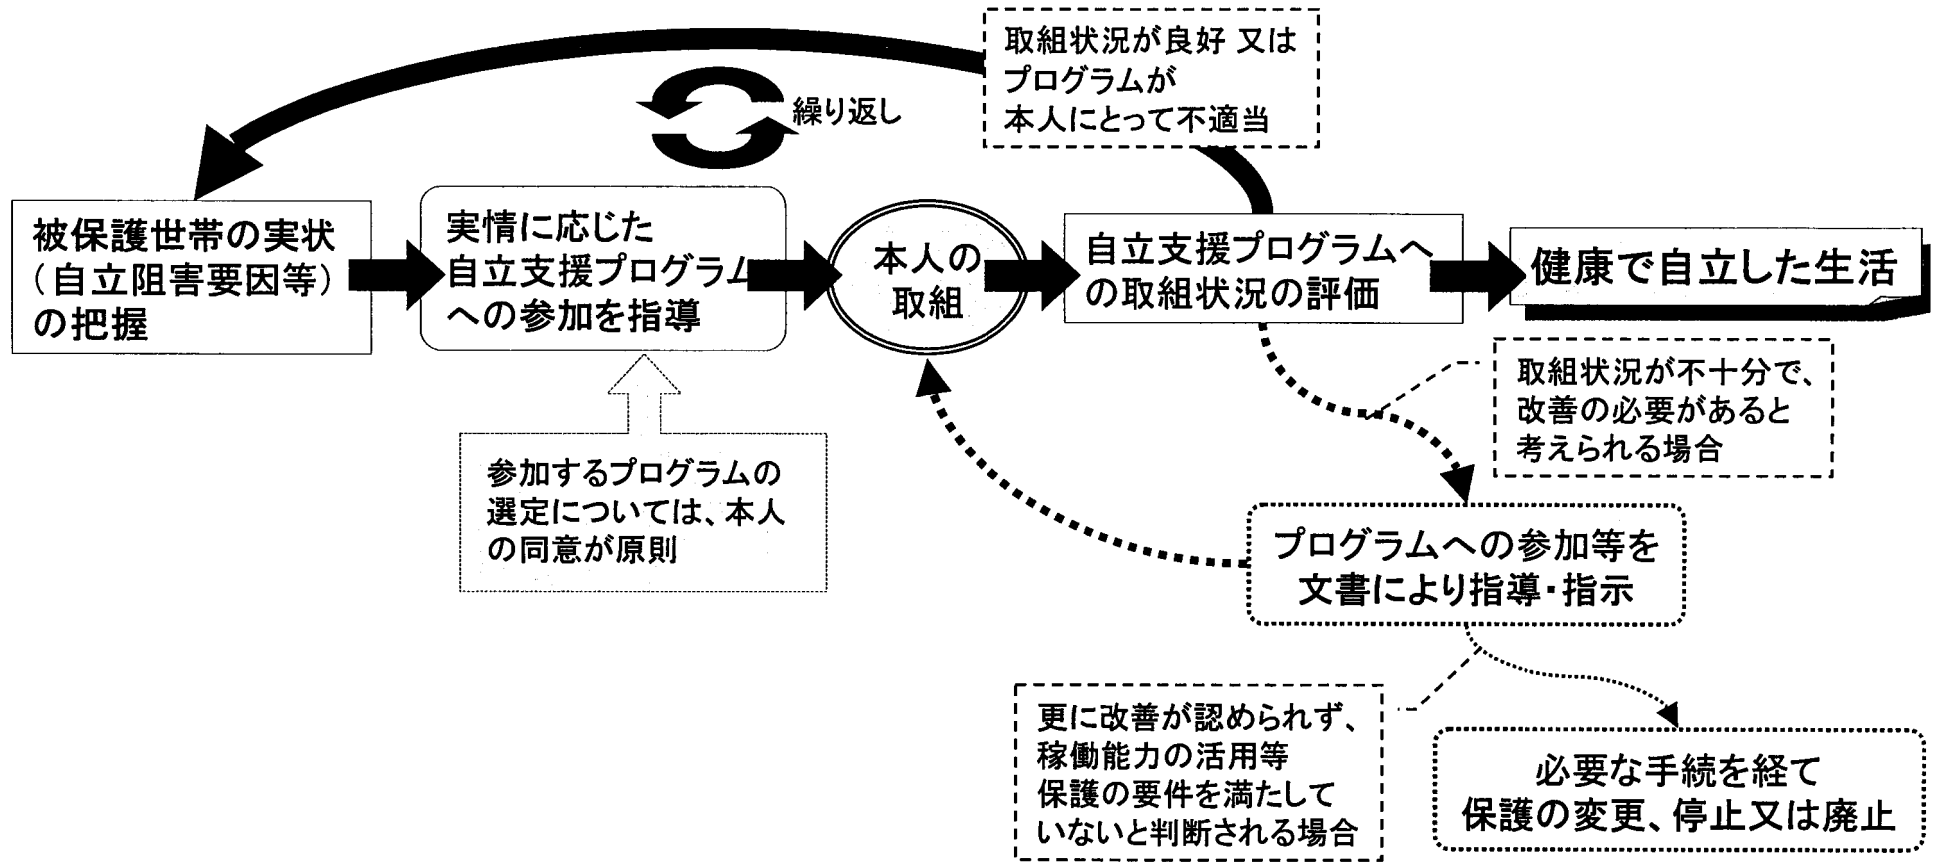 取組状況が良好 又は
プログラムが
本人にとって不適当
繰り返し
被保護世帯の実状
（自立阻害要因等）
の把握
実情に応じた
自立支援プログラム
への参加を指導
本人の
取組
自立支援プログラムへ
の取組状況の評価
健康で自立した生活
取組状況が不十分で、
改善の必要があると
考えられる場合
参加するプログラムの
選定については、本人
の同意が原則
プログラムへの参加等を
文書により指導・指示
更に改善が認められず、
稼働能力の活用等
保護の要件を満たして
いないと判断される場合
必要な手続を経て
保護の変更、停止又は廃止